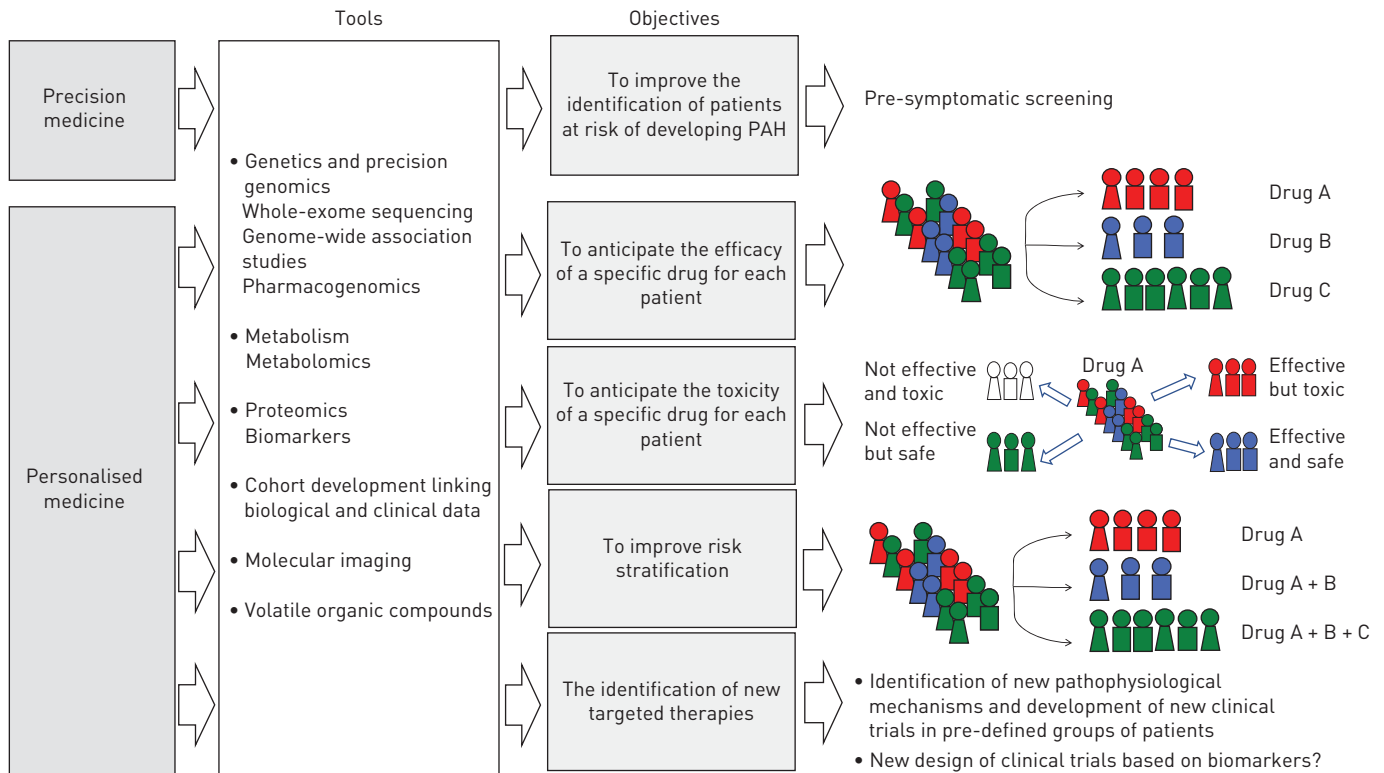 Tools
Objectives
Precision
medicine
Personalised
medicine
• Genetics and precision
genomics
Whole-exome sequencing
Genome-wide association
studies
Pharmacogenomics
• Metabolism
Metabolomics
• Proteomics
Biomarkers
• Cohort development linking
biological and clinical data
• Molecular imaging
• Volatile organic compounds
To improve the
identification of patients
at risk of developing PAH
Pre-symptomatic screening
To anticipate the efficacy
of a specific drug for each
patient
Drug A
Drug B
Drug C
To anticipate the toxicity
of a specific drug for each
patient
Not effective
and toxic
Drug A
Effective
but toxic
Not effective
but safe
Effective
and safe
To improve risk
stratification
Drug A
Drug A + B
Drug A + B + C
The identification of new
targeted therapies
• Identification of new pathophysiological
mechanisms and development of new clinical
trials in pre-defined groups of patients
• New design of clinical trials based on biomarkers?